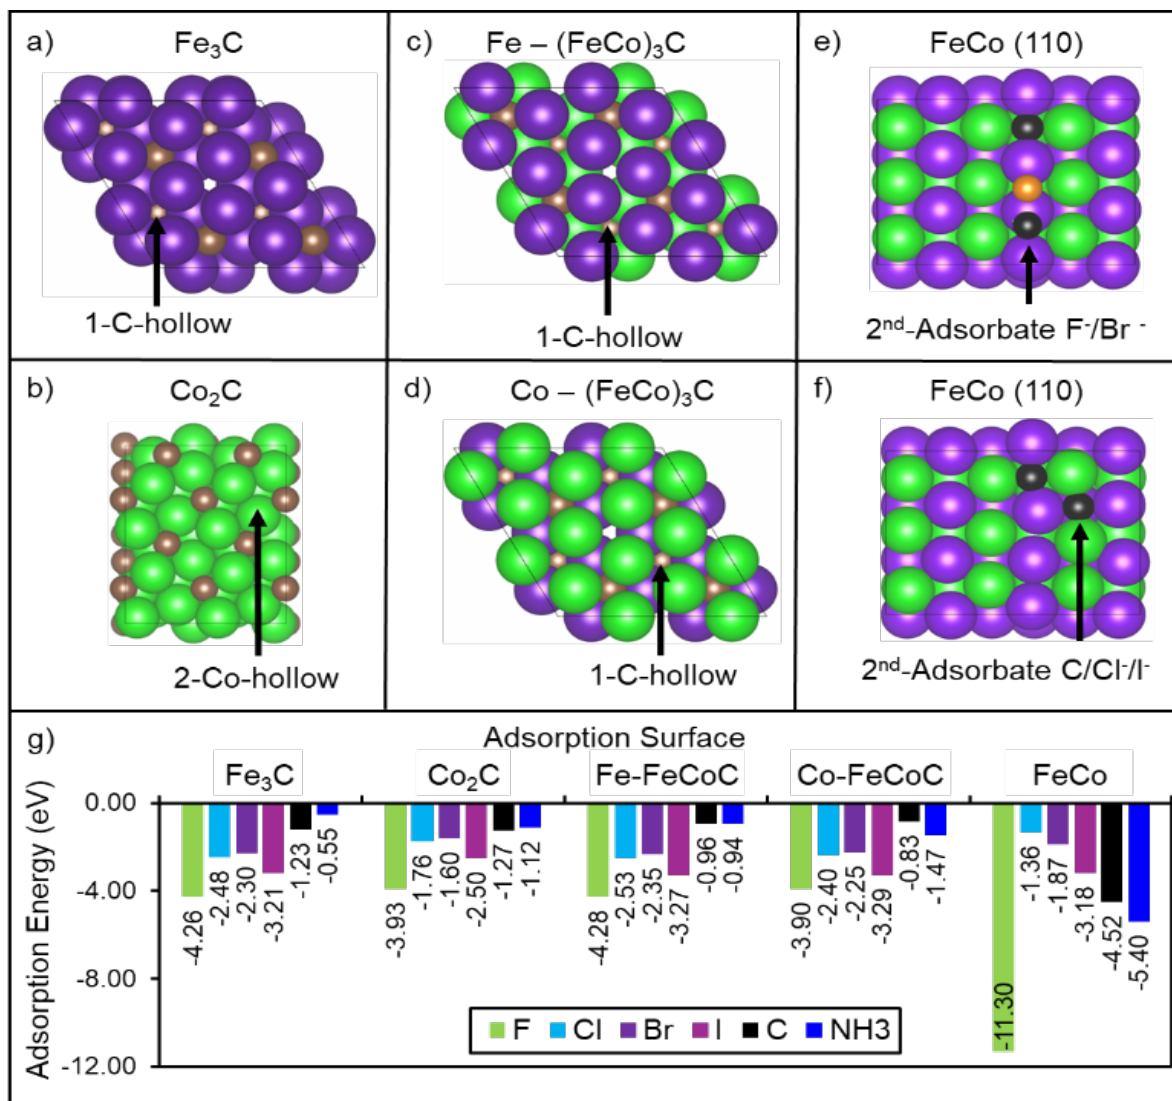 a)
Fe₃C
1-C-hollow
c)
Fe – (FeCo)₃C
1-C-hollow
e)
FeCo (110)
2ⁿᵈ-Adsorbate F⁻/Br ⁻
b)
Co₂C
2-Co-hollow
d)
Co – (FeCo)₃C
1-C-hollow
f)
FeCo (110)
2ⁿᵈ-Adsorbate C/Cl⁻/I⁻
g)
Adsorption Surface
Fe₃C
Co₂C
Fe-FeCoC
Co-FeCoC
FeCo
Adsorption Energy (eV)
0.00
-4.00
-8.00
-12.00
-4.26
-2.48
-2.30
-3.21
-1.23
-0.55
-3.93
-1.76
-1.60
-2.50
-1.27
-1.12
-4.28
-2.53
-2.35
-3.27
-0.96
-0.94
-3.90
-2.40
-2.25
-3.29
-0.83
-1.47
-11.30
-1.36
-1.87
-3.18
-4.52
-5.40
F Cl Br I C NH3